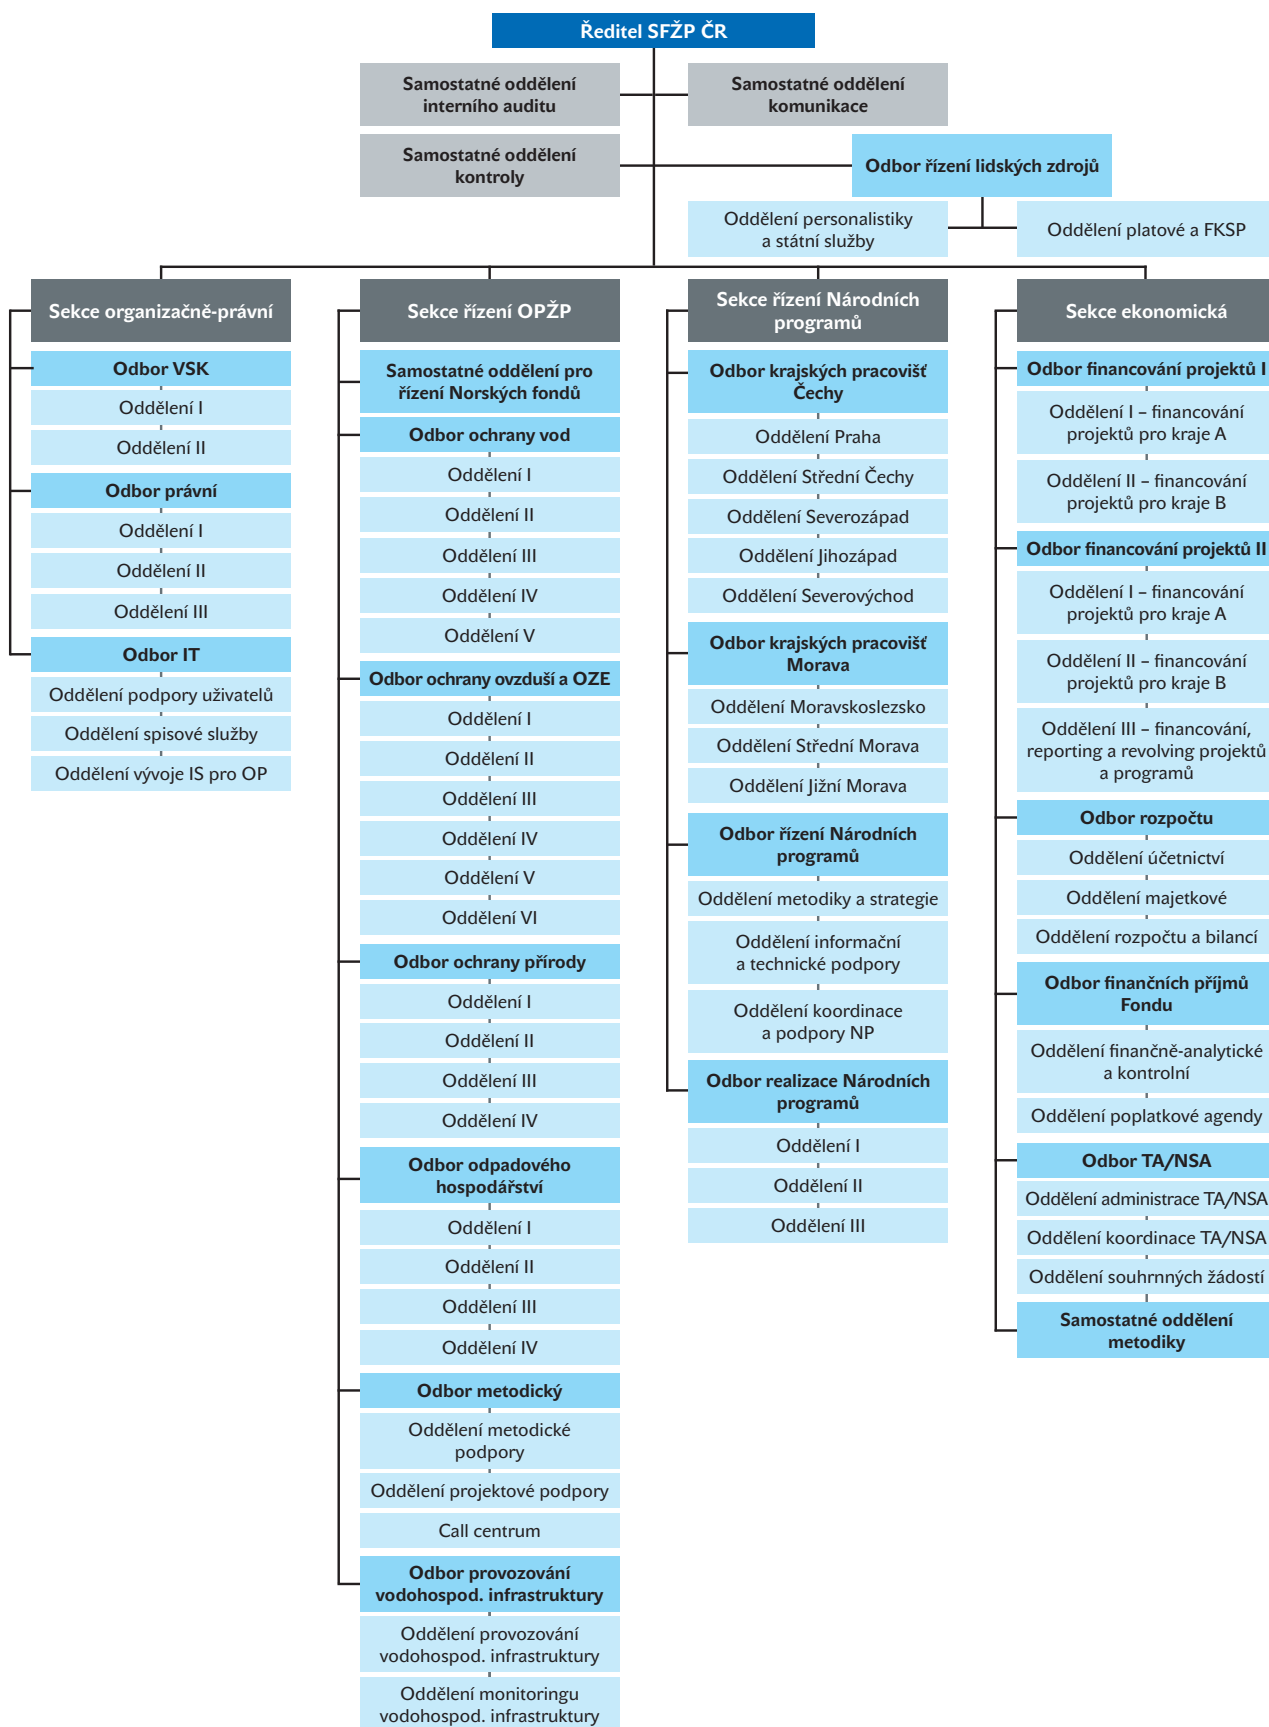 Ředitel SFŽP ČR
Samostatné oddělení
interního auditu
Samostatné oddělení
komunikace
Samostatné oddělení
kontroly
Odbor řízení lidských zdrojů
Oddělení personalistiky
a státní služby
Oddělení platové a FKSP
Sekce organizačně-právní
Odbor VSK
Oddělení I
Oddělení II
Odbor právní
Oddělení I
Oddělení II
Oddělení III
Odbor IT
Oddělení podpory uživatelů
Oddělení spisové služby
Oddělení vývoje IS pro OP
Sekce řízení OPŽP
Samostatné oddělení pro
řízení Norských fondů
Odbor ochrany vod
Oddělení I
Oddělení II
Oddělení III
Oddělení IV
Oddělení V
Odbor ochrany ovzduší a OZE
Oddělení I
Oddělení II
Oddělení III
Oddělení IV
Oddělení V
Oddělení VI
Odbor ochrany přírody
Oddělení I
Oddělení II
Oddělení III
Oddělení IV
Odbor odpadového
hospodářství
Oddělení I
Oddělení II
Oddělení III
Oddělení IV
Odbor metodický
Oddělení metodické
podpory
Oddělení projektové podpory
Call centrum
Odbor provozování
vodohospod. infrastruktury
Oddělení provozování
vodohospod. infrastruktury
Oddělení monitoringu
vodohospod. infrastruktury
Sekce řízení Národních
programů
Odbor krajských pracovišť
Čechy
Oddělení Praha
Oddělení Střední Čechy
Oddělení Severozápad
Oddělení Jihozápad
Oddělení Severovýchod
Odbor krajských pracovišť
Morava
Oddělení Moravskoslezsko
Oddělení Střední Morava
Oddělení Jižní Morava
Odbor řízení Národních
programů
Oddělení metodiky a strategie
Oddělení informační
a technické podpory
Oddělení koordinace
a podpory NP
Odbor realizace Národních
programů
Oddělení I
Oddělení II
Oddělení III
Sekce ekonomická
Odbor financování projektů I
Oddělení I – financování
projektů pro kraje A
Oddělení II – financování
projektů pro kraje B
Odbor financování projektů II
Oddělení I – financování
projektů pro kraje A
Oddělení II – financování
projektů pro kraje B
Oddělení III – financování,
reporting a revolving projektů
a programů
Odbor rozpočtu
Oddělení účetnictví
Oddělení majetkové
Oddělení rozpočtu a bilancí
Odbor finančních příjmů
Fondu
Oddělení finančně-analytické
a kontrolní
Oddělení poplatkové agendy
Odbor TA/NSA
Oddělení administrace TA/NSA
Oddělení koordinace TA/NSA
Oddělení souhrnných žádostí
Samostatné oddělení
metodiky